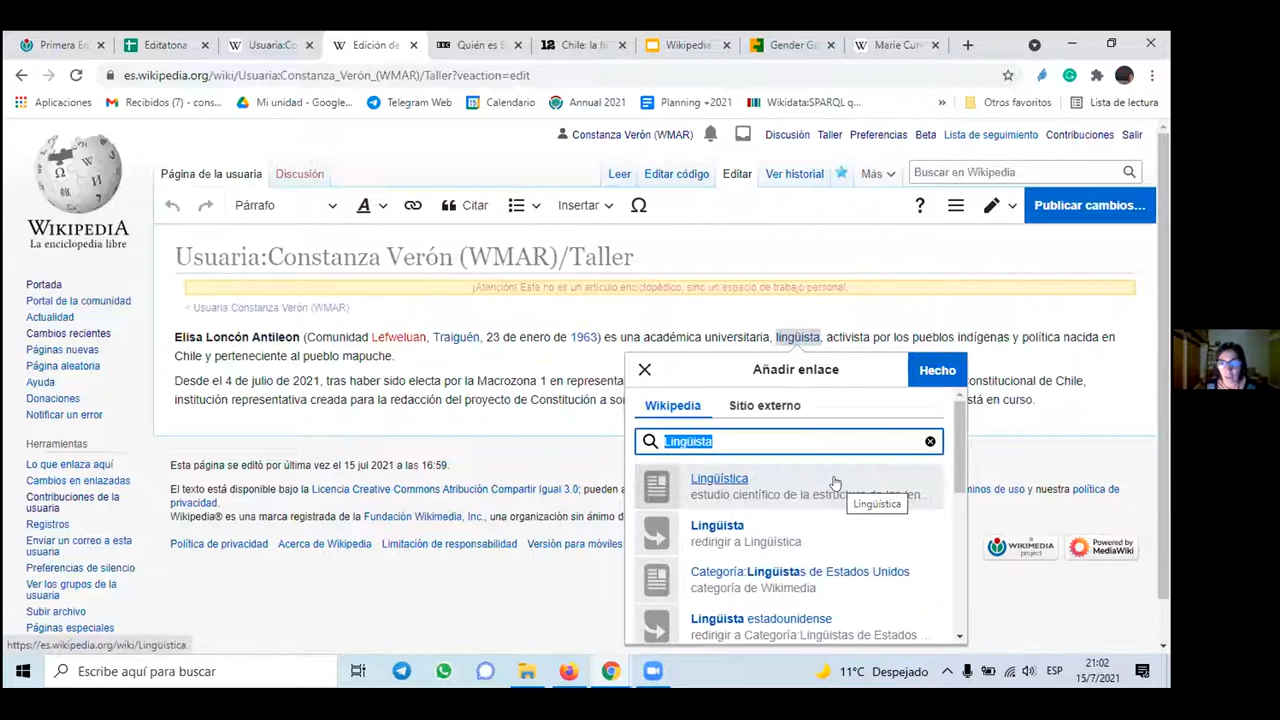 Primera Ed
Editatona
Usuaria:Co
Edición de
Quién es E
Chile: la h
Wikipedia
Gender Ga
Marie Cur
es.wikipedia.org/wiki/Usuaria:Constanza_Verón_(WMAR)/Taller?veaction=edit
Aplicaciones
Recibidos (7) - cons...
Mi unidad - Google...
Telegram Web
Calendario
Annual 2021
Planning +2021
Wikidata:SPARQL q...
»
Otros favoritos
Lista de lectura
Constanza Verón (WMAR)
Discusión
Taller
Preferencias
Beta
Lista de seguimiento
Contribuciones
Salir
Página de la usuaria
Discusión
Leer
Editar código
Editar
Ver historial
Más
Buscar en Wikipedia
Párrafo
A
Citar
Insertar
Ω
?
Publicar cambios...
WIKIPEDIA
La enciclopedia libre
Usuaria:Constanza Verón (WMAR)/Taller
¡Atención! Este no es un artículo enciclopédico, sino un espacio de trabajo personal.
< Usuaria:Constanza Verón (WMAR)
Elisa Loncón Antileon (Comunidad Lefweluan, Traiguén, 23 de enero de 1963) es una académica universitaria, lingüista, activista por los pueblos indígenas y política nacida en
Chile y perteneciente al pueblo mapuche.
Desde el 4 de julio de 2021, tras haber sido electa por la Macrozona 1 en represent
onstitucional de Chile,
institución representativa creada para la redacción del proyecto de Constitución a so
está en curso.
Portada
Portal de la comunidad
Actualidad
Cambios recientes
Páginas nuevas
Página aleatoria
Ayuda
Donaciones
Notificar un error
Herramientas
Lo que enlaza aquí
Contribuciones de la
usuaria
Registros
Enviar un correo a esta
usuaria
Preferencias de silencio
Ver los grupos de la
usuaria
Subir archivo
Páginas especiales
https://es.wikipedia.org/wiki/Lingüística
Añadir enlace
Hecho
Wikipedia
Sitio externo
Lingüista
Lingüística
estudio científico de la estructura de las len...
Lingüística
Lingüista
redirigir a Lingüística
Categoría:Lingüistas de Estados Unidos
categoría de Wikimedia
Lingüista estadounidense
redirigir a Categoría:Lingüistas de Estados ...
Esta página se editó por última vez el 15 jul 2021 a las 16:59.
El texto está disponible bajo la Licencia Creative Commons Atribución Compartir Igual 3.0; pueden a
minos de uso y nuestra política de
privacidad.
Wikipedia® es una marca registrada de la Fundación Wikimedia, Inc., una organización sin ánimo de
Política de privacidad
Acerca de Wikipedia
Limitación de responsabilidad
Versión para móviles
WIKIMEDIA
project
Powered by
MediaWiki
Escribe aquí para buscar
11°C Despejado
ESP
21:02
15/7/2021